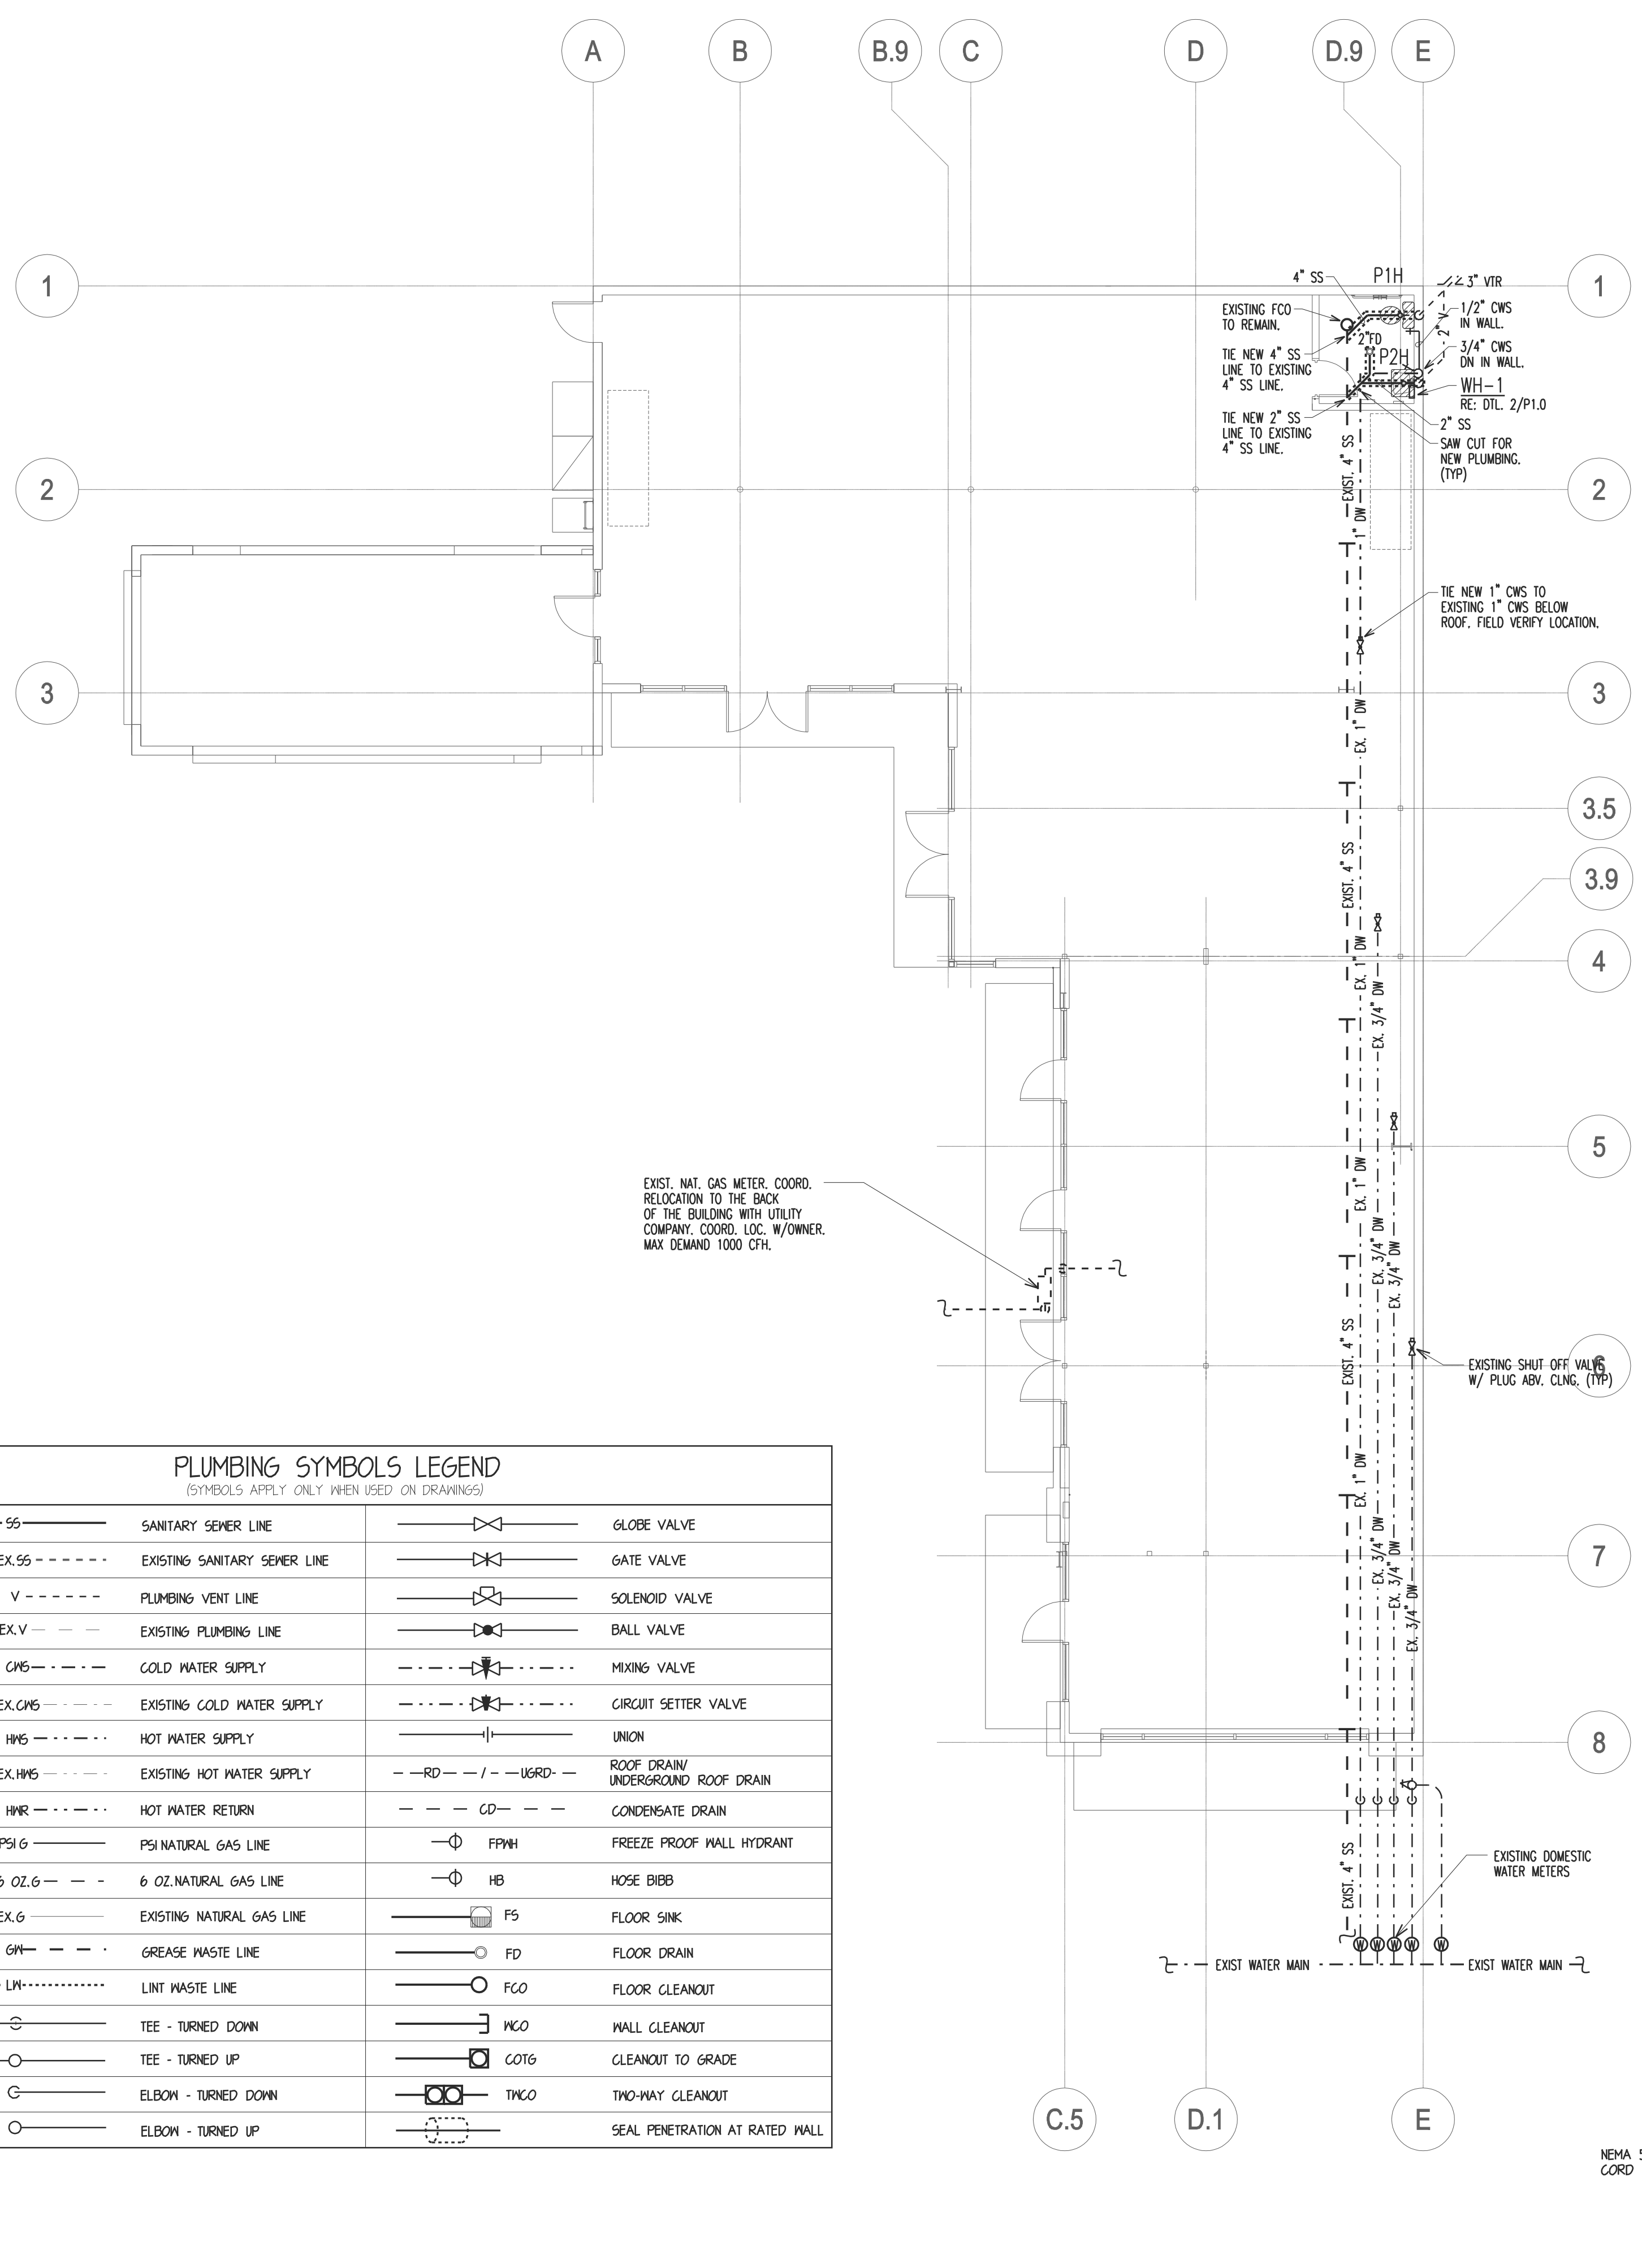 A
B
B.9
C
D
D.9
E
1
1
4" SS
P1H
3" VTR
EXISTING FCO
TO REMAIN.
1/2" CWS
IN WALL.
2" V
2"FD
P2H
3/4" CWS
DN IN WALL.
TIE NEW 4" SS
LINE TO EXISTING
4" SS LINE.
WH-1
RE: DTL. 2/P1.0
TIE NEW 2" SS
LINE TO EXISTING
4" SS LINE.
2" SS
SAW CUT FOR
NEW PLUMBING.
(TYP)
EXIST. 4" SS
1" DW
2
2
TIE NEW 1" CWS TO
EXISTING 1" CWS BELOW
ROOF. FIELD VERIFY LOCATION.
3
3
EX. 1" DW
3.5
EXIST. 4" SS
3.9
EX. 1" DW
EX. 3/4" DW
4
5
EX. 1" DW
EXIST. NAT. GAS METER. COORD.
RELOCATION TO THE BACK
OF THE BUILDING WITH UTILITY
COMPANY. COORD. LOC. W/OWNER.
MAX DEMAND 1000 CFH.
EX. 3/4" DW
EX. 3/4" DW
EXIST. 4" SS
6
EXISTING SHUT OFF VALVE
W/ PLUG ABV. CLNG. (TYP)
EX. 1" DW
EX. 3/4" DW
EX. 3/4" DW
EX. 3/4" DW
7
8
EXIST. 4" SS
EXISTING DOMESTIC
WATER METERS
W
W
W
W
W
EXIST WATER MAIN
EXIST WATER MAIN
C.5
D.1
E
NEMA 5
CORD
PLUMBING SYMBOLS LEGEND
(SYMBOLS APPLY ONLY WHEN USED ON DRAWINGS)
SS SANITARY SEWER LINE GLOBE VALVE
EX.SS EXISTING SANITARY SEWER LINE GATE VALVE
V PLUMBING VENT LINE SOLENOID VALVE
EX.V EXISTING PLUMBING LINE BALL VALVE
CWS COLD WATER SUPPLY MIXING VALVE
EX.CWS EXISTING COLD WATER SUPPLY CIRCUIT SETTER VALVE
HWS HOT WATER SUPPLY UNION
EX.HWS EXISTING HOT WATER SUPPLY RD / UGRD ROOF DRAIN/
UNDERGROUND ROOF DRAIN
HWR HOT WATER RETURN CD CONDENSATE DRAIN
PSI G PSI NATURAL GAS LINE FPWH FREEZE PROOF WALL HYDRANT
6 OZ.G 6 OZ.NATURAL GAS LINE HB HOSE BIBB
EX.G EXISTING NATURAL GAS LINE FS FLOOR SINK
GW GREASE WASTE LINE FD FLOOR DRAIN
LW LINT WASTE LINE FCO FLOOR CLEANOUT
TEE - TURNED DOWN WCO WALL CLEANOUT
TEE - TURNED UP COTG CLEANOUT TO GRADE
ELBOW - TURNED DOWN TWCO TWO-WAY CLEANOUT
ELBOW - TURNED UP SEAL PENETRATION AT RATED WALL